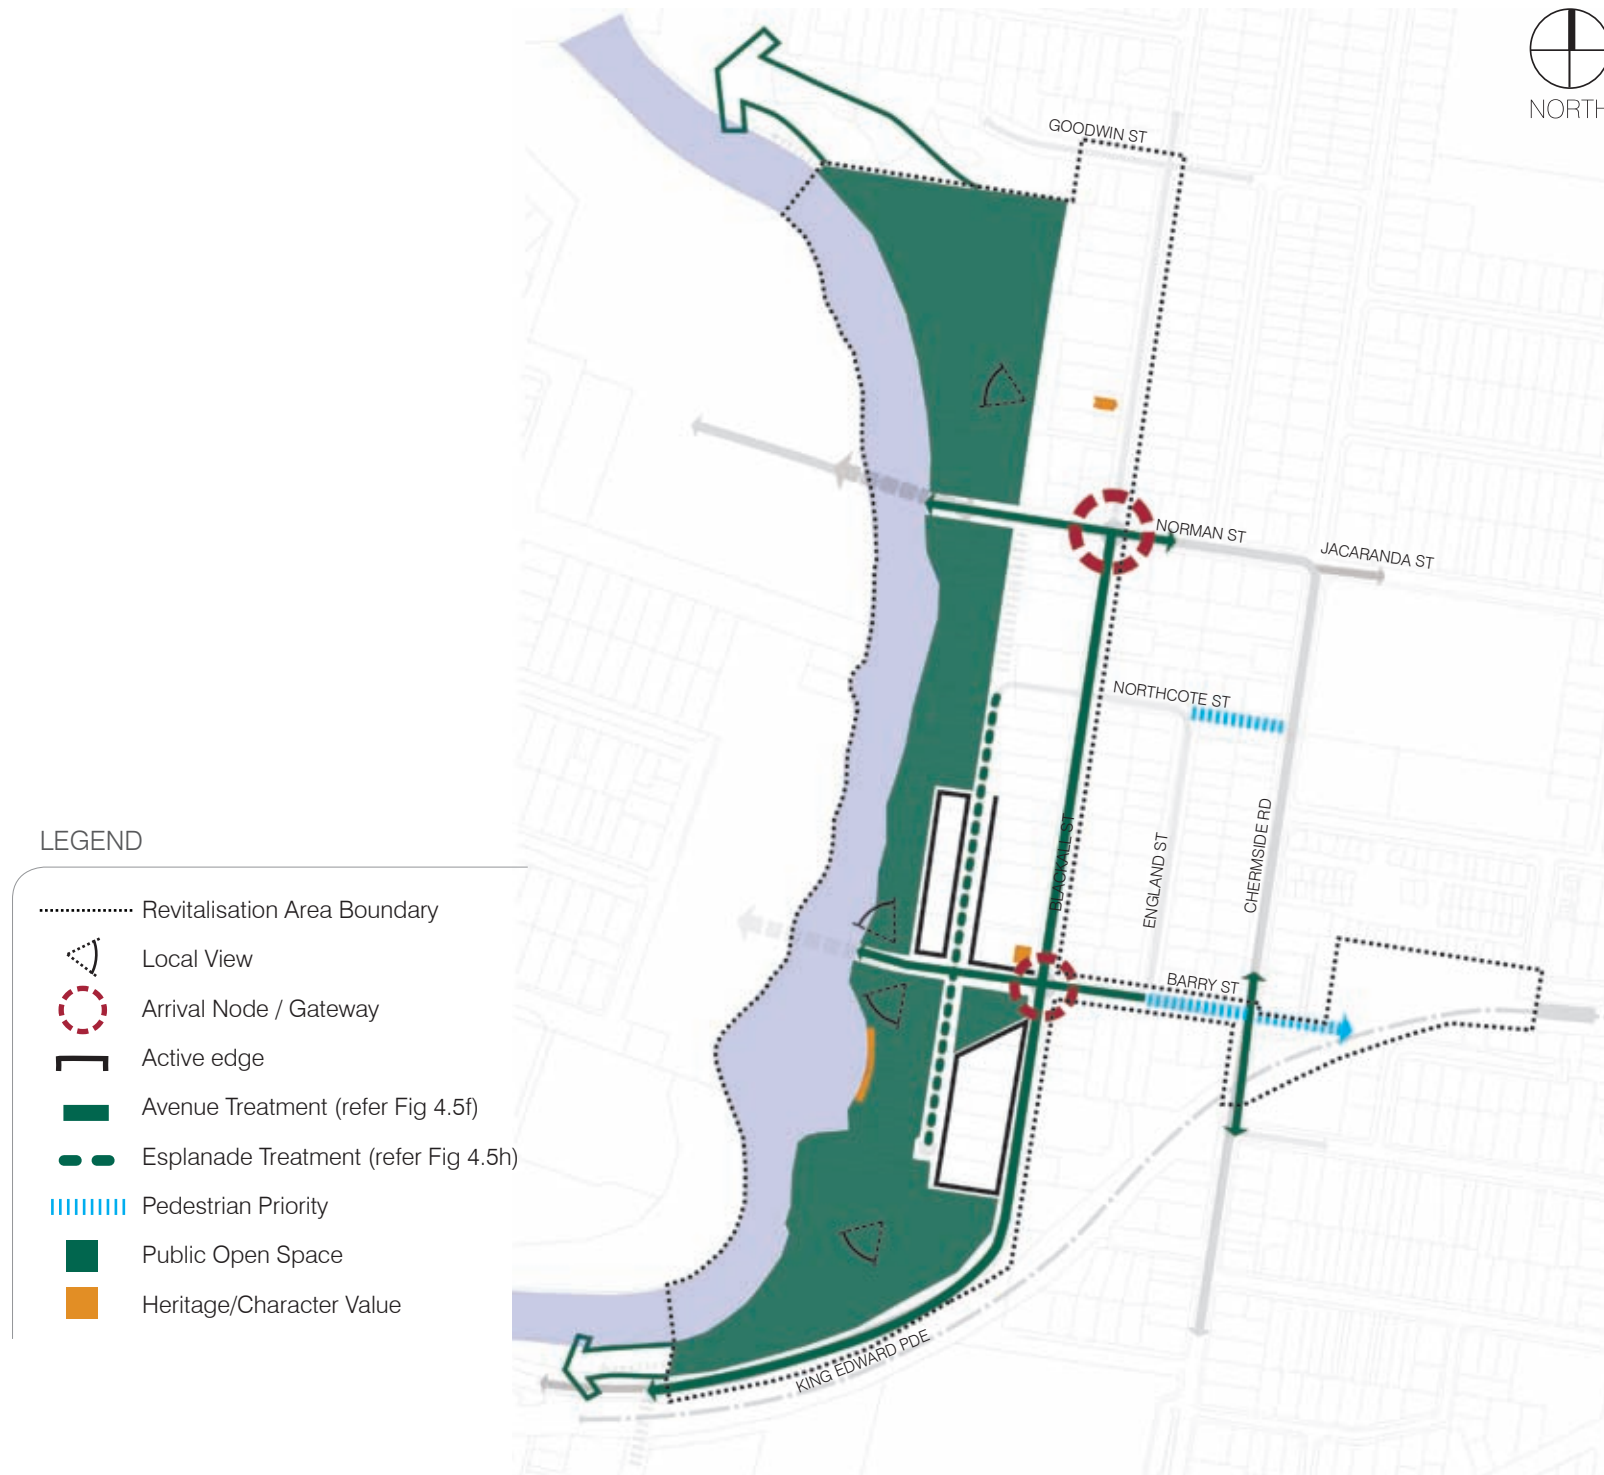 NORTH
GOODWIN ST
NORMAN ST
JACARANDA ST
NORTHCOTE ST
BLACKALL ST
ENGLAND ST
CHERMSIDE RD
BARRY ST
KING EDWARD PDE
LEGEND
Revitalisation Area Boundary
Local View
Arrival Node / Gateway
Active edge
Avenue Treatment (refer Fig 4.5f)
Esplanade Treatment (refer Fig 4.5h)
Pedestrian Priority
Public Open Space
Heritage/Character Value